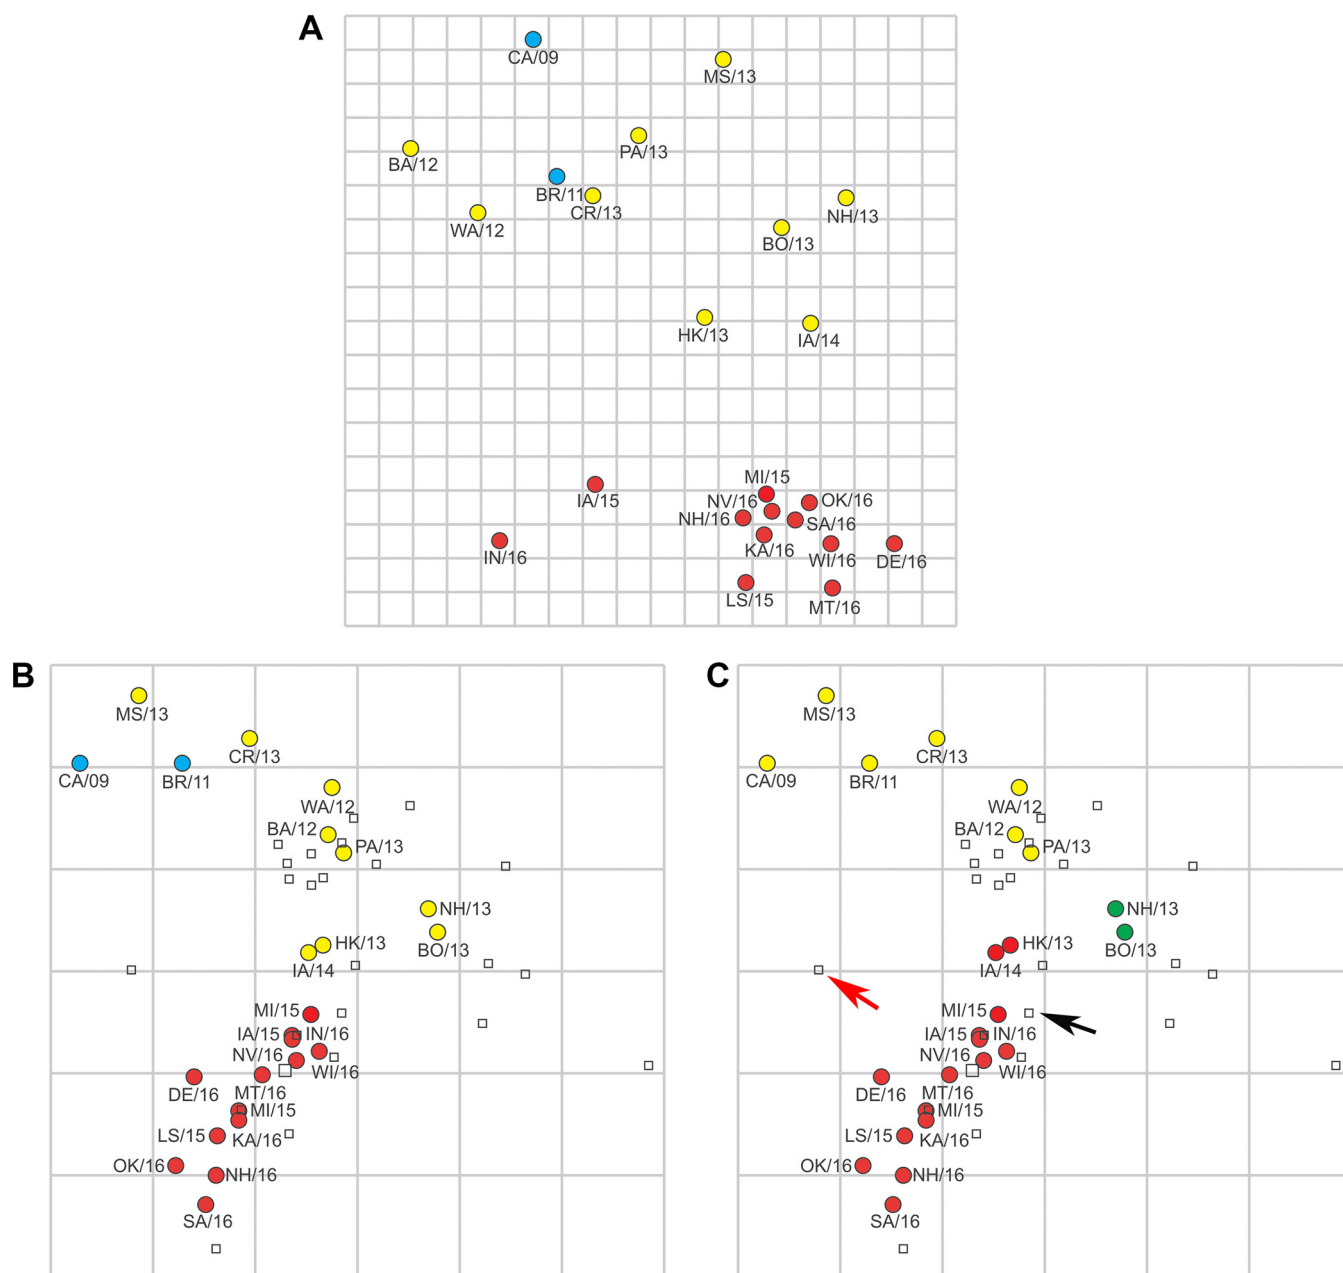 A
CA/09
MS/13
PA/13
BA/12
BR/11
CR/13
NH/13
WA/12
BO/13
HK/13
IA/14
MI/15
IA/15
NV/16
OK/16
NH/16
SA/16
KA/16
IN/16
WI/16
DE/16
LS/15
MT/16
B
MS/13
CR/13
CA/09
BR/11
WA/12
BA/12
PA/13
NH/13
HK/13
BO/13
IA/14
MI/15
IA/15
IN/16
NV/16
WI/16
DE/16
MT/16
MI/15
LS/15
KA/16
OK/16
NH/16
SA/16
C
MS/13
CR/13
CA/09
BR/11
WA/12
BA/12
PA/13
NH/13
HK/13
BO/13
IA/14
MI/15
IA/15
IN/16
NV/16
WI/16
DE/16
MT/16
MI/15
LS/15
KA/16
OK/16
NH/16
SA/16